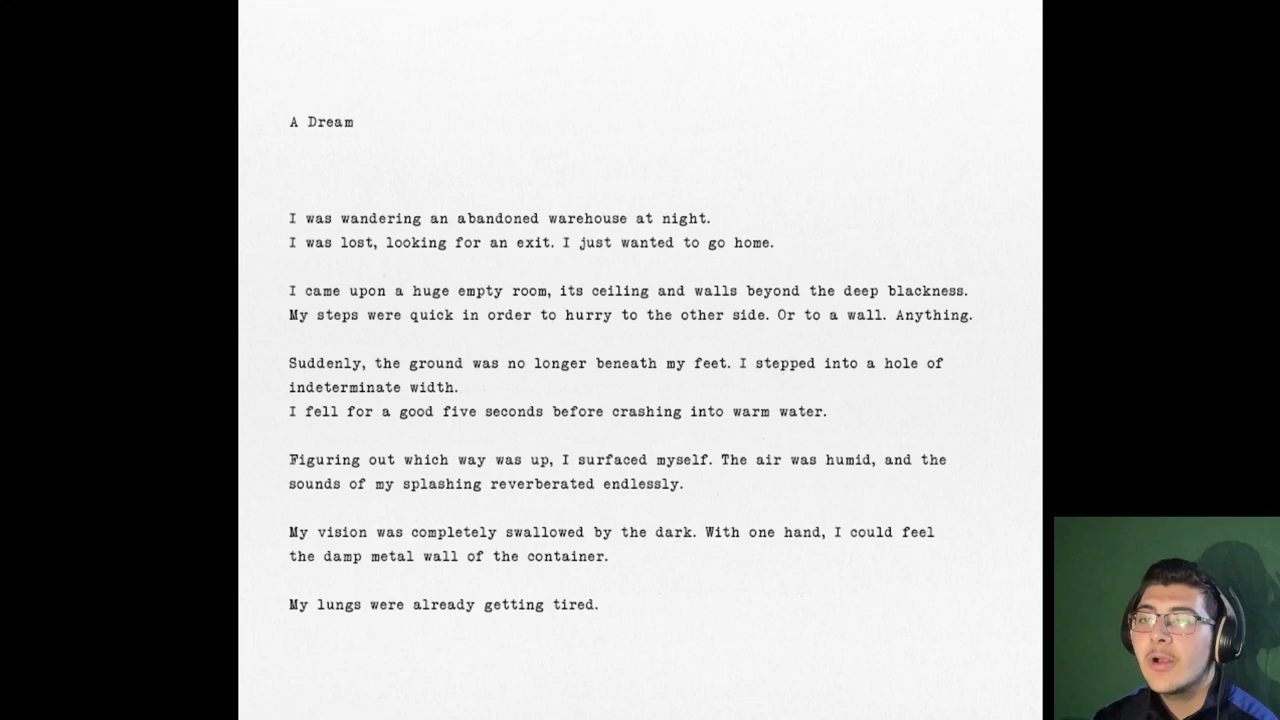 A Dream
I was wandering an abandoned warehouse at night.
I was lost, looking for an exit. I just wanted to go home.
I came upon a huge empty room, its ceiling and walls beyond the deep blackness.
My steps were quick in order to hurry to the other side. Or to a wall. Anything.
Suddenly, the ground was no longer beneath my feet. I stepped into a hole of
indeterminate width.
I fell for a good five seconds before crashing into warm water.
Figuring out which way was up, I surfaced myself. The air was humid, and the
sounds of my splashing reverberated endlessly.
My vision was completely swallowed by the dark. With one hand, I could feel
the damp metal wall of the container.
My lungs were already getting tired.